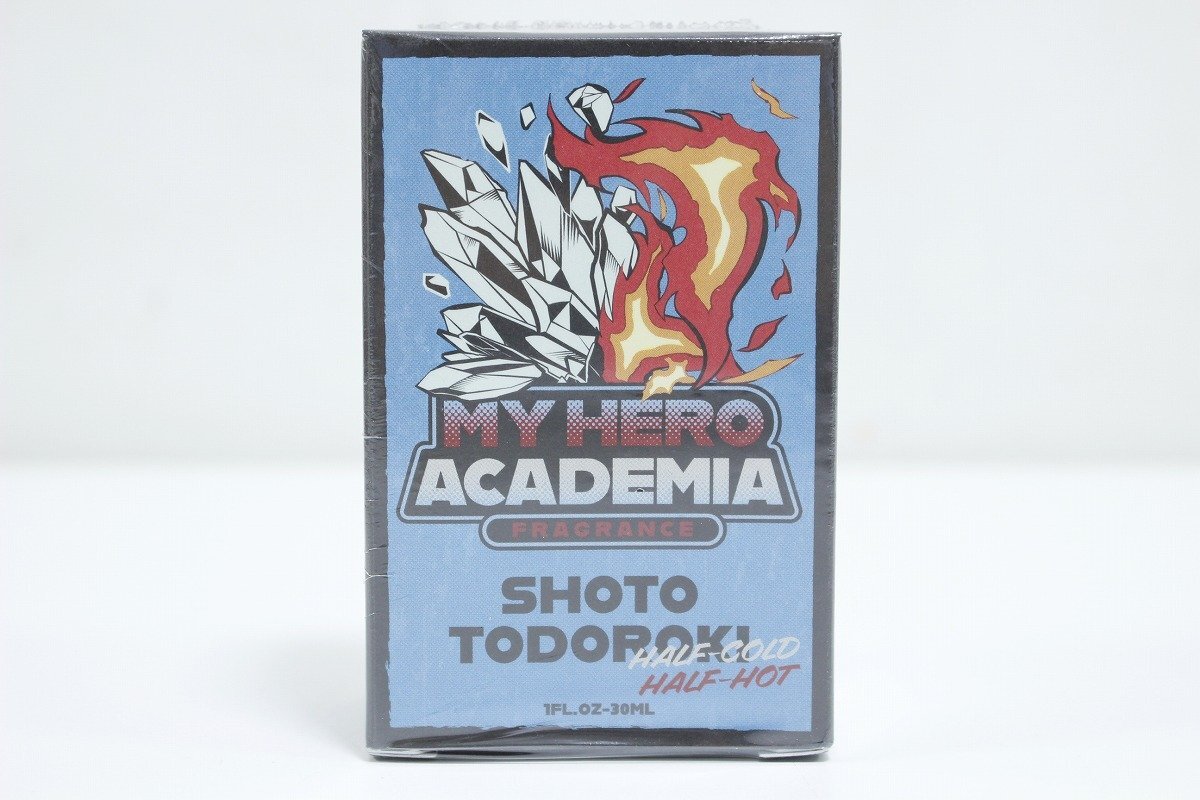 MY HERO
ACADEMIA
FRAGRANCE
SHOTO
TODOROKI
HALF-COLD
HALF-HOT
1FL.OZ-30ML